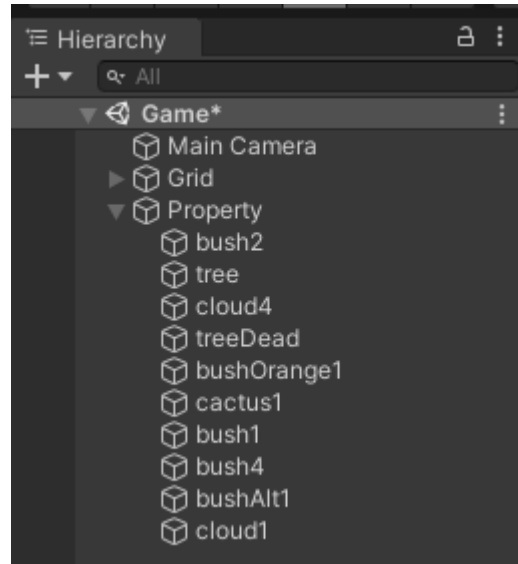 Hierarchy
All
Game*
Main Camera
Grid
Property
bush2
tree
cloud4
treeDead
bushOrange1
cactus1
bush1
bush4
bushAlt1
cloud1